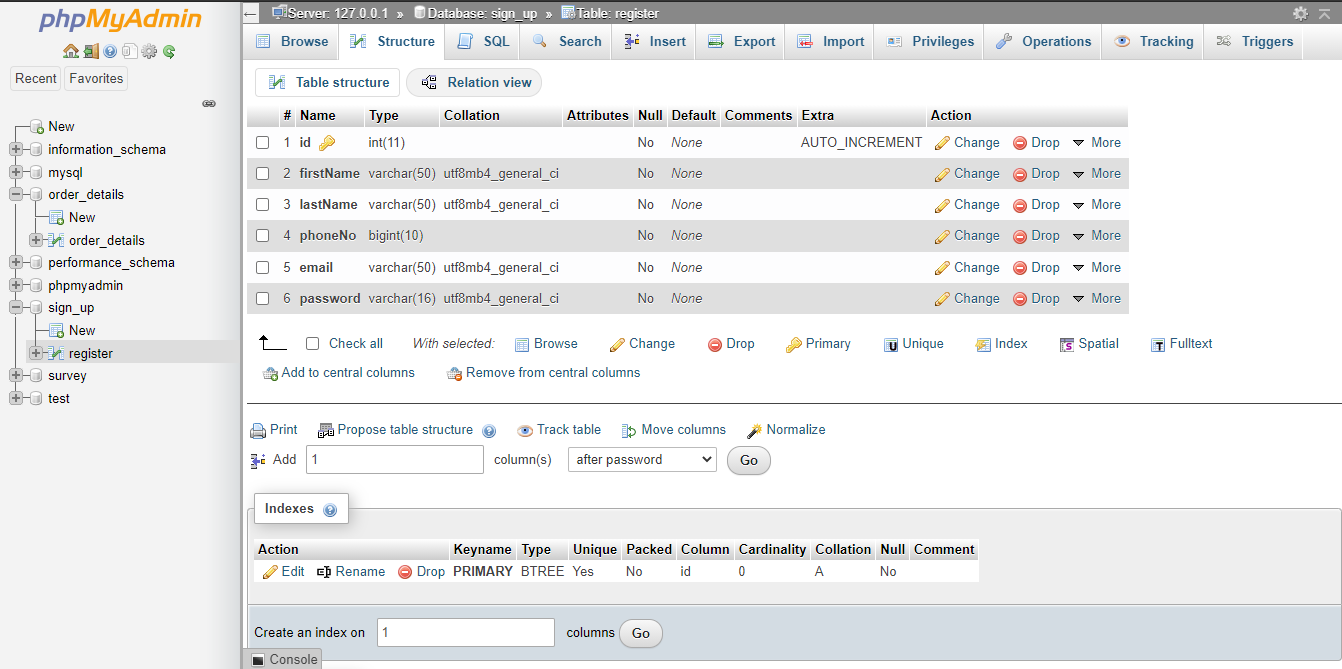 phpMyAdmin
Recent Favorites
New
information_schema
mysql
order_details
New
order_details
performance_schema
phpmyadmin
sign_up
New
register
survey
test
Server: 127.0.0.1 » Database: sign_up » Table: register
Browse Structure SQL Search Insert Export Import Privileges Operations Tracking Triggers
Table structure Relation view
# Name Type Collation Attributes Null Default Comments Extra Action
1 id int(11) No None AUTO_INCREMENT Change Drop More
2 firstName varchar(50) utf8mb4_general_ci No None Change Drop More
3 lastName varchar(50) utf8mb4_general_ci No None Change Drop More
4 phoneNo bigint(10) No None Change Drop More
5 email varchar(50) utf8mb4_general_ci No None Change Drop More
6 password varchar(16) utf8mb4_general_ci No None Change Drop More
Check all With selected: Browse Change Drop Primary Unique Index Spatial Fulltext
Add to central columns Remove from central columns
Print Propose table structure Track table Move columns Normalize
Add 1 column(s) after password Go
Indexes
Action Keyname Type Unique Packed Column Cardinality Collation Null Comment
Edit Rename Drop PRIMARY BTREE Yes No id 0 A No
Create an index on 1 columns Go
Console